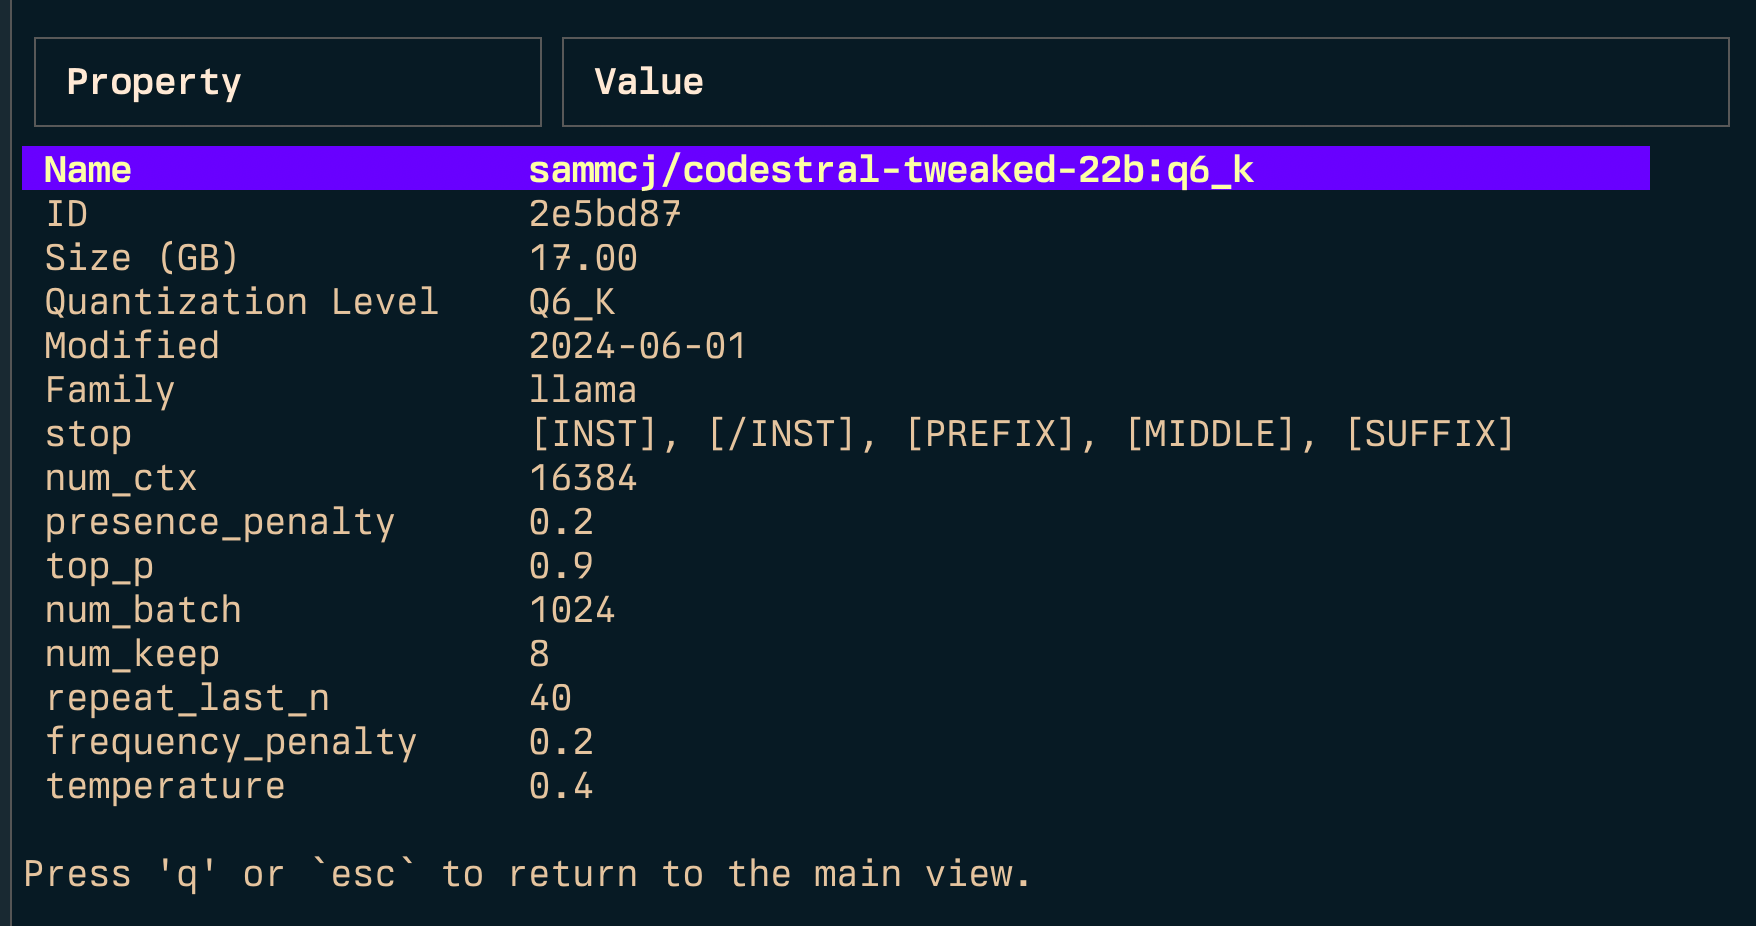 Property Value
Name sammcj/codestral-tweaked-22b:q6_k
ID 2e5bd87
Size (GB) 17.00
Quantization Level Q6_K
Modified 2024-06-01
Family llama
stop [INST], [/INST], [PREFIX], [MIDDLE], [SUFFIX]
num_ctx 16384
presence_penalty 0.2
top_p 0.9
num_batch 1024
num_keep 8
repeat_last_n 40
frequency_penalty 0.2
temperature 0.4
Press 'q' or `esc` to return to the main view.